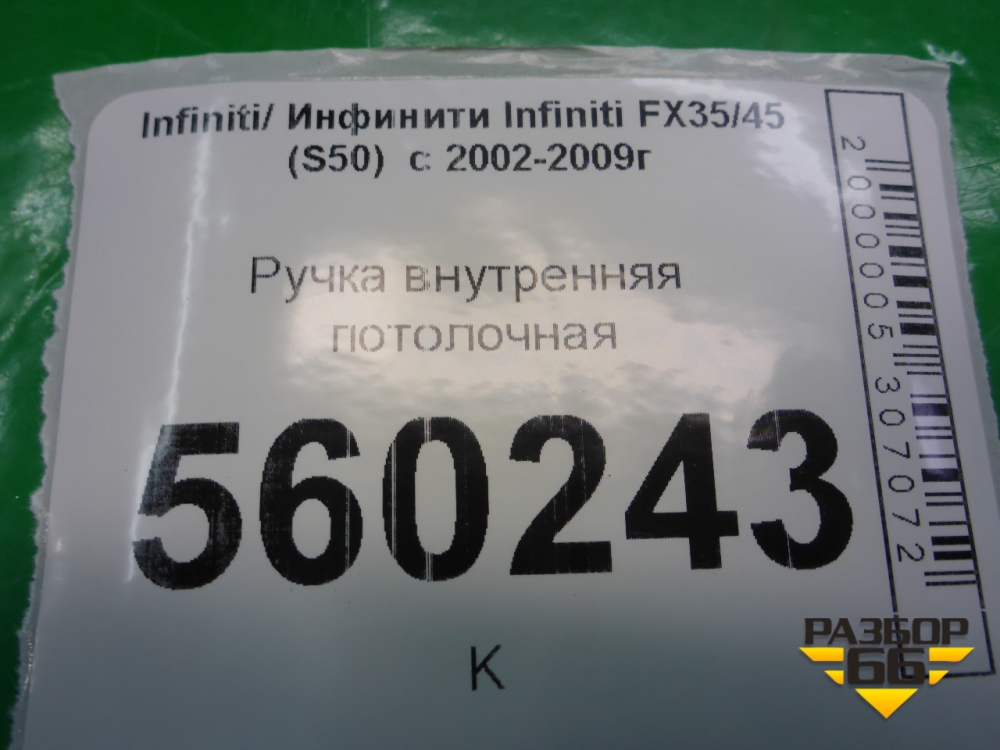 Infiniti/ Инфинити Infiniti FX35/45
(S50) с 2002-2009г
Ручка внутренняя
потолочная
560243
К
2000005307072
РАЗБОР
66